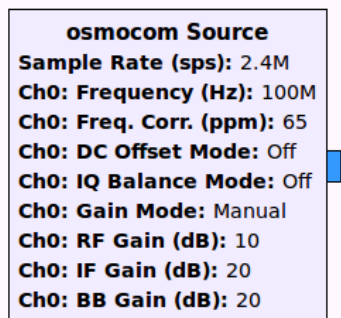 osmocom Source
Sample Rate (sps): 2.4M
Ch0: Frequency (Hz): 100M
Ch0: Freq. Corr. (ppm): 65
Ch0: DC Offset Mode: Off
Ch0: IQ Balance Mode: Off
Ch0: Gain Mode: Manual
Ch0: RF Gain (dB): 10
Ch0: IF Gain (dB): 20
Ch0: BB Gain (dB): 20